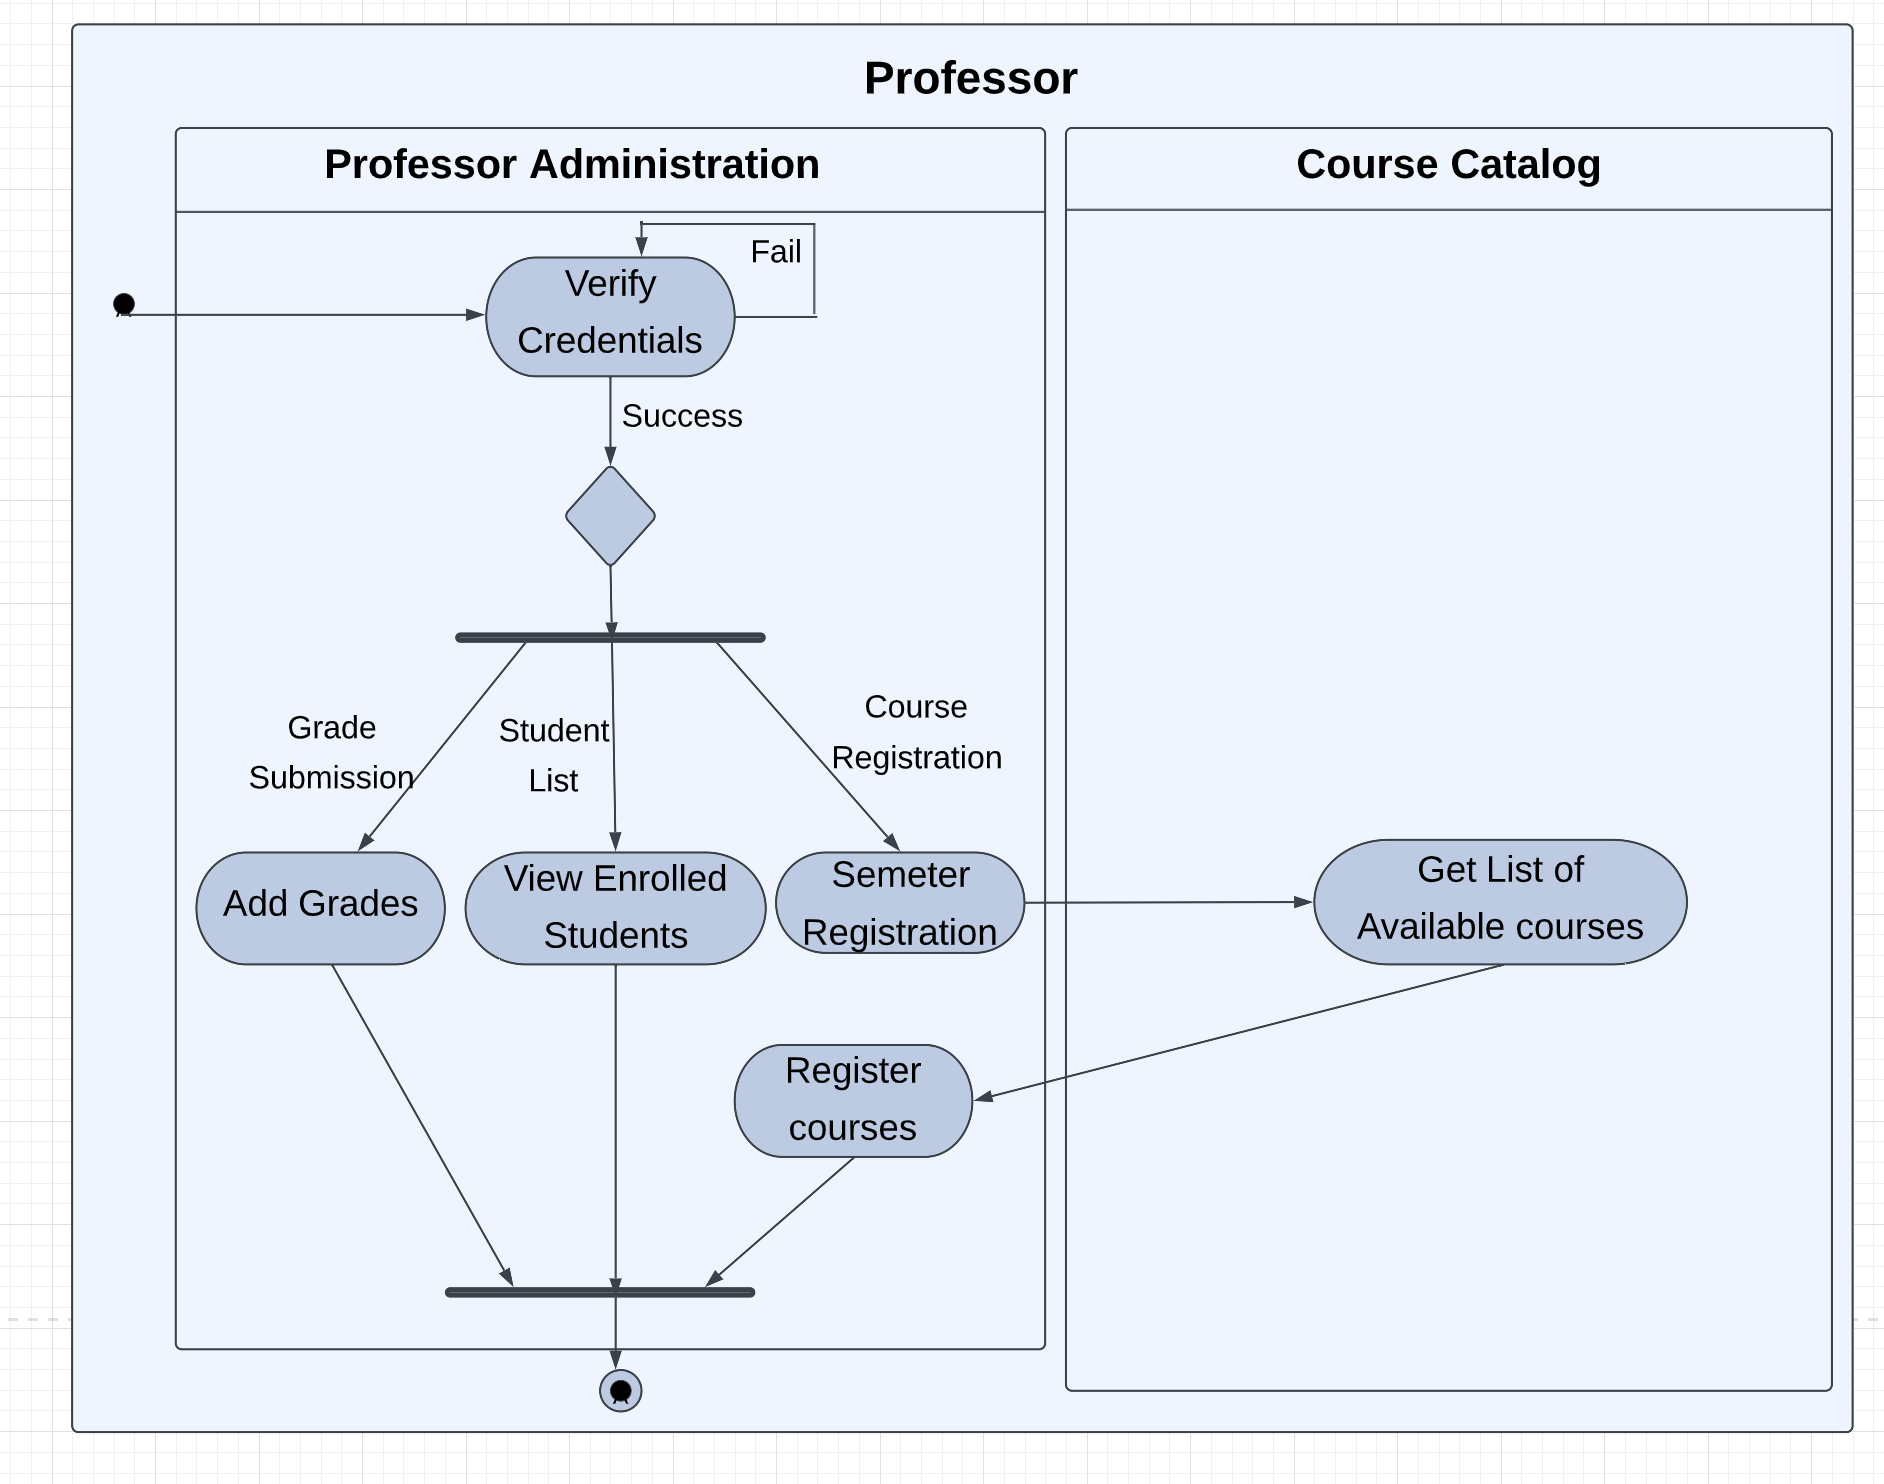 Professor
Professor Administration
Course Catalog
Fail
Verify
Credentials
Success
Grade
Submission
Student
List
Course
Registration
Add Grades
View Enrolled
Students
Semeter
Registration
Get List of
Available courses
Register
courses